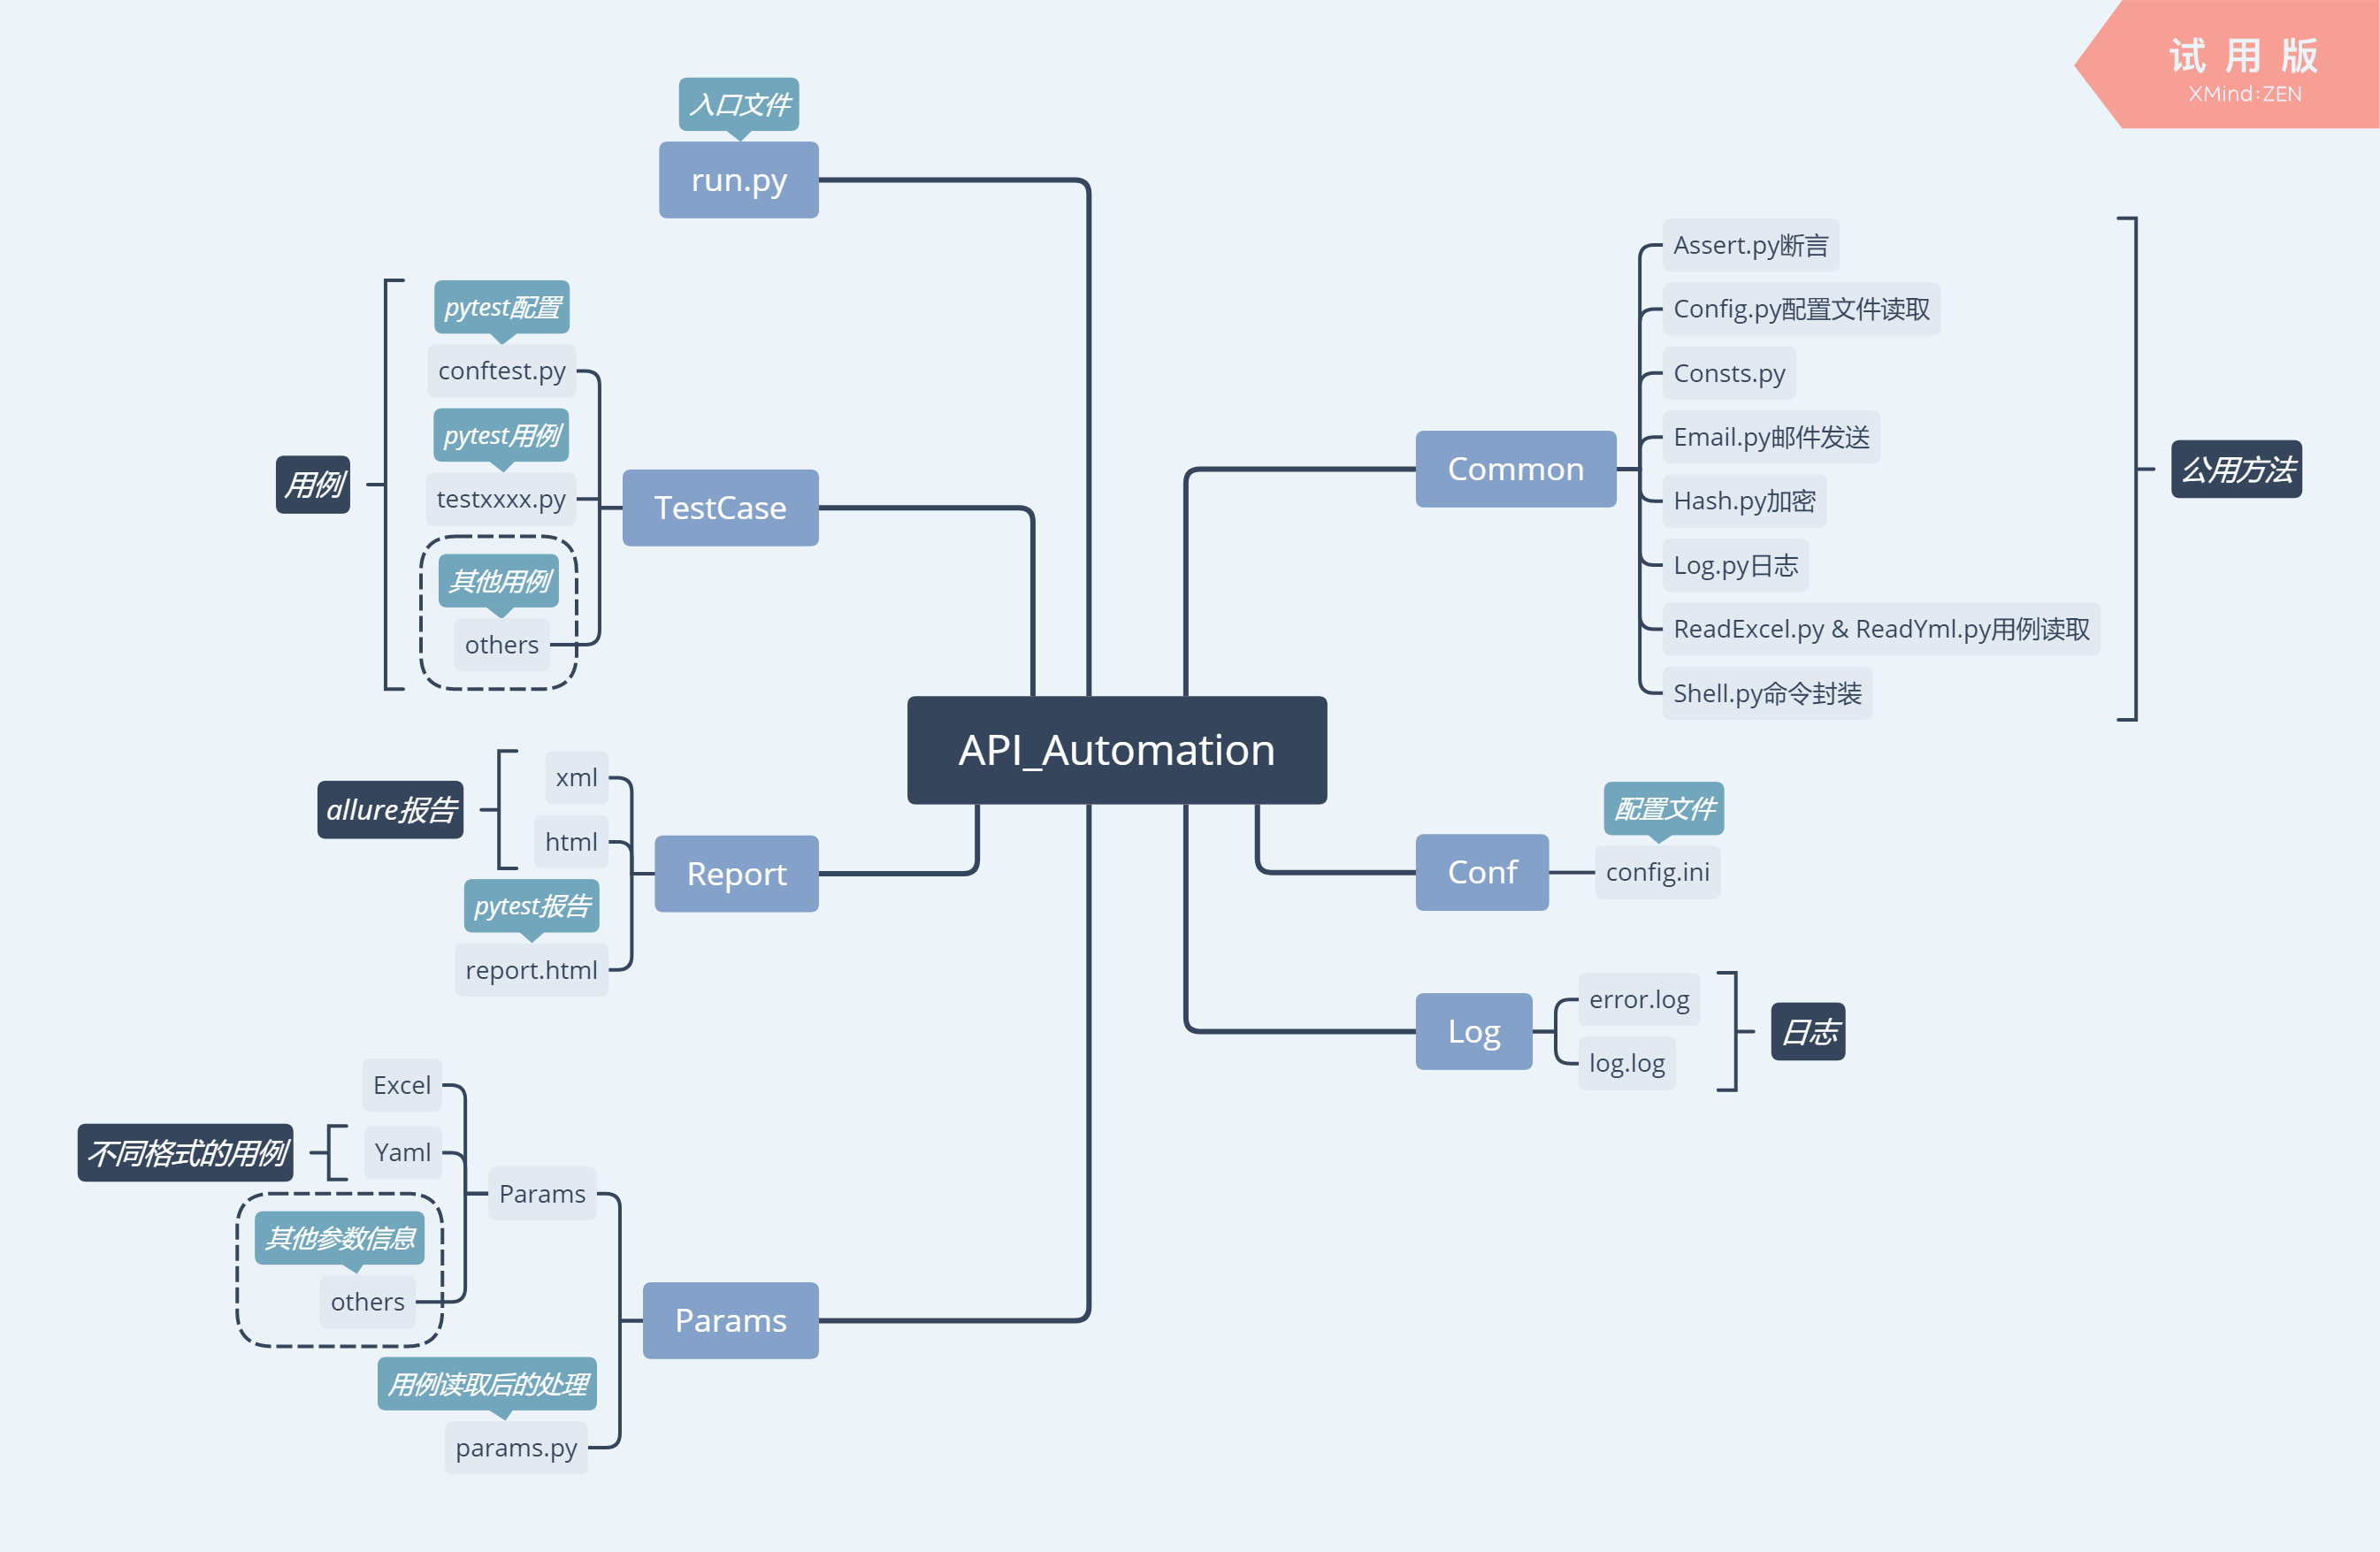 试用版
XMind:ZEN
API_Automation
Common
Assert.py断言
Config.py配置文件读取
Consts.py
Email.py邮件发送
Hash.py加密
Log.py日志
ReadExcel.py & ReadYml.py用例读取
Shell.py命令封装
公用方法
Conf
配置文件
config.ini
Log
error.log
log.log
日志
入口文件
run.py
TestCase
pytest配置
conftest.py
pytest用例
testxxxx.py
其他用例
others
用例
Report
xml
html
allure报告
pytest报告
report.html
Params
Params
Excel
Yaml
不同格式的用例
其他参数信息
others
用例读取后的处理
params.py